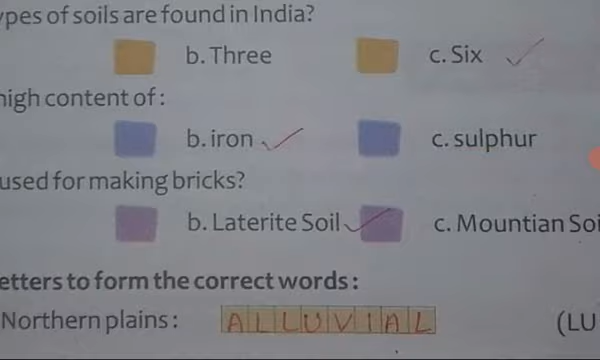 ypes of soils are found in India?
b. Three c. Six
high content of:
b. iron c. sulphur
used for making bricks?
b. Laterite Soil c. Mountian Soi
etters to form the correct words:
Northern plains: ALLUVIAL (LU